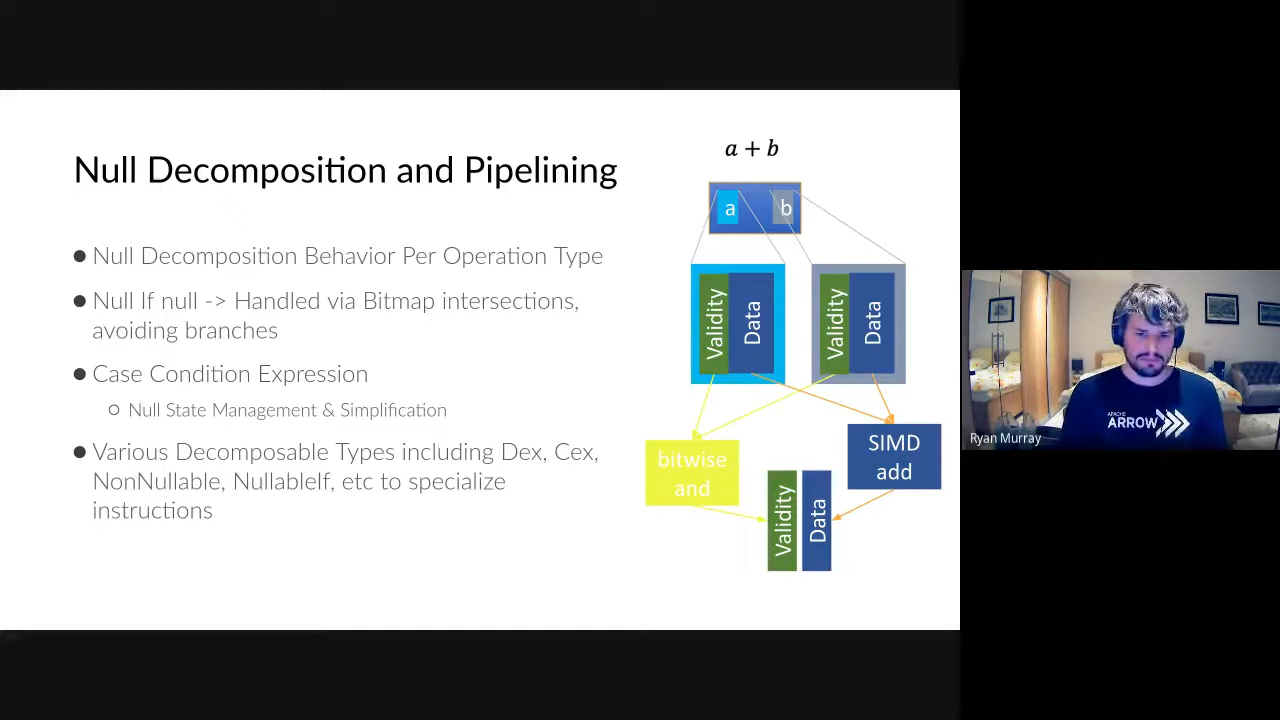 Null Decomposition and Pipelining
● Null Decomposition Behavior Per Operation Type
● Null If null -> Handled via Bitmap intersections,
avoiding branches
● Case Condition Expression
○ Null State Management & Simplification
● Various Decomposable Types including Dex, Cex,
NonNullable, NullableIf, etc to specialize
instructions
a + b
a
b
Validity
Data
Validity
Data
bitwise
and
SIMD
add
Validity
Data
APACHE
ARROW
Ryan Murray